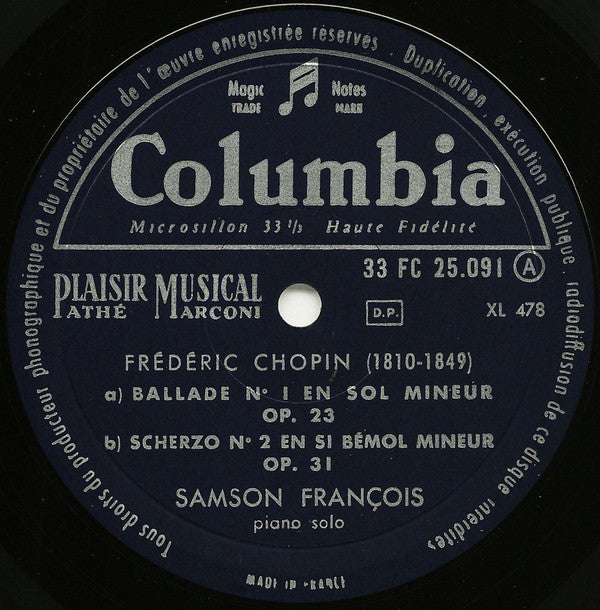 Tous droits du producteur phonographique et du propriétaire de l'œuvre enregistrée réservés. Duplication, exécution publique, radiodiffusion de ce disque interdites
Magic Notes
TRADE MARK
Columbia
Microsillon 33 1/3 Haute Fidélité
33 FC 25.091 A
PLAISIR MUSICAL
PATHÉ MARCONI
D.P.
XL 478
FRÉDÉRIC CHOPIN (1810-1849)
a) BALLADE N° 1 EN SOL MINEUR
OP. 23
b) SCHERZO N° 2 EN SI BÉMOL MINEUR
OP. 31
SAMSON FRANÇOIS
piano solo
MADE IN FRANCE